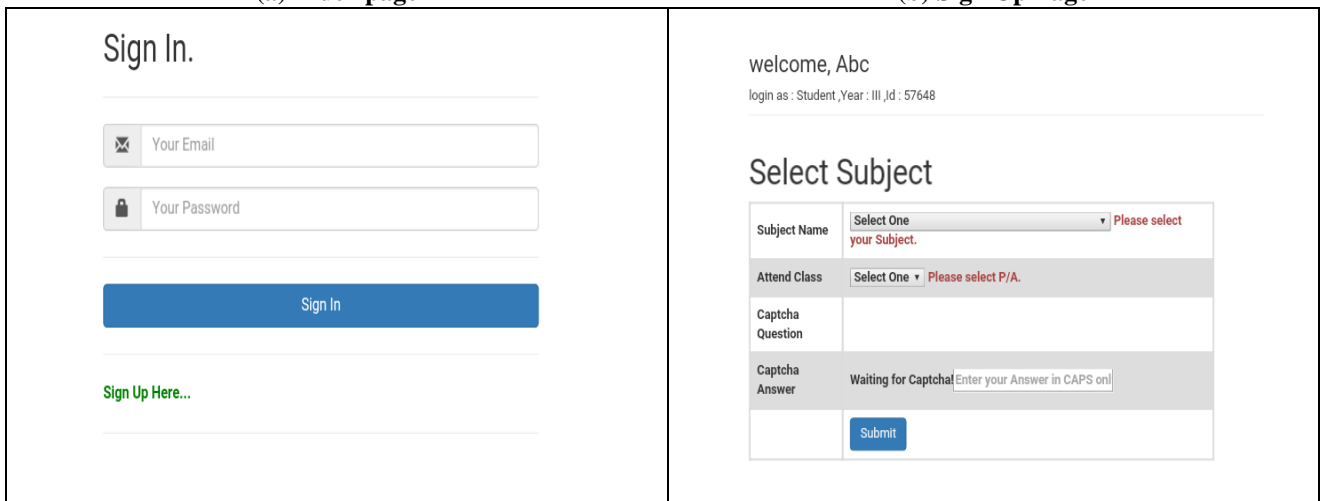 Sign In.
Your Email
Your Password
Sign In
Sign Up Here...
welcome, Abc
login as : Student ,Year : III ,Id : 57648
Select Subject
Subject Name
Select One
Please select
your Subject.
Attend Class
Select One
Please select P/A.
Captcha
Question
Captcha
Answer
Waiting for Captcha!
Enter your Answer in CAPS onl
Submit